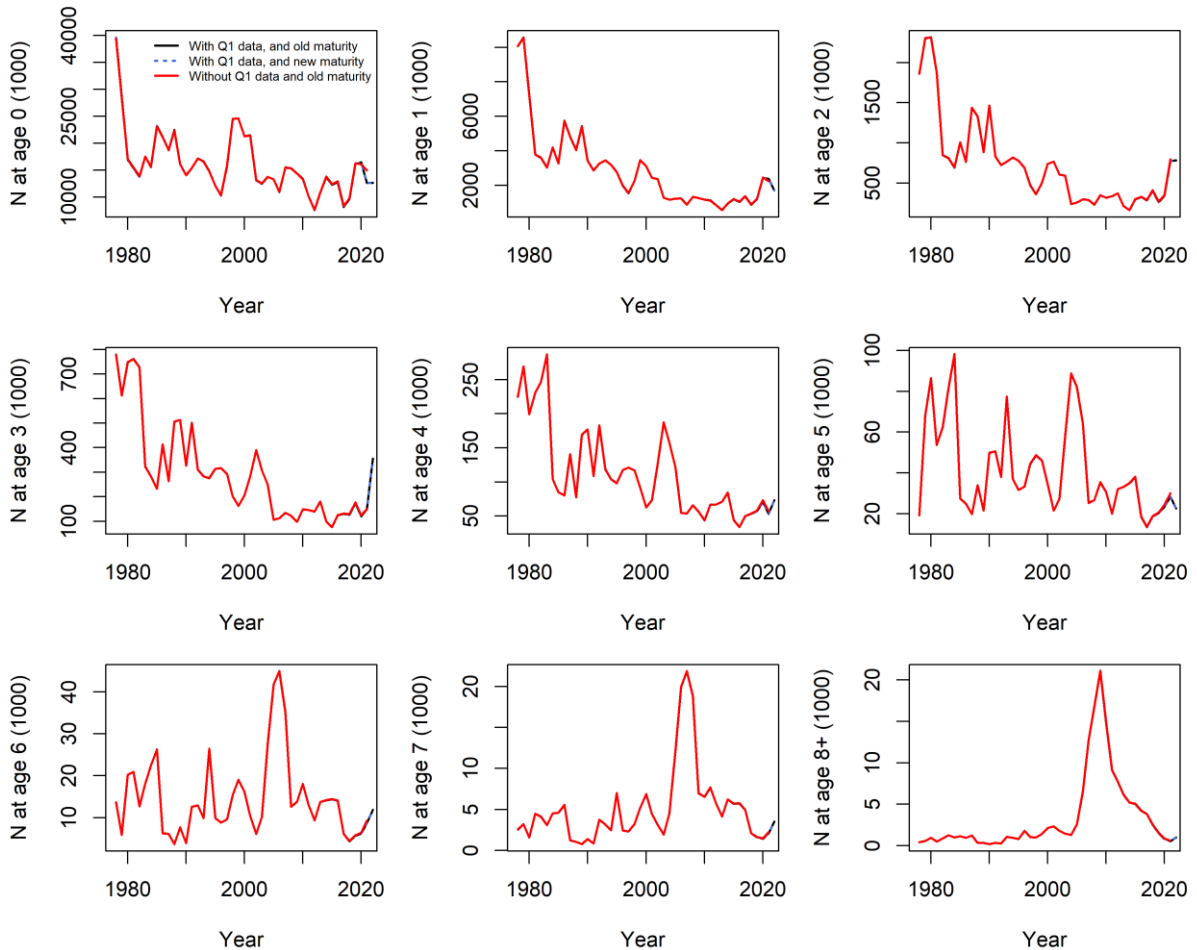 N at age 0 (1000)
40000
25000
10000
With Q1 data, and old maturity
With Q1 data, and new maturity
Without Q1 data and old maturity
1980 2000 2020
Year
N at age 1 (1000)
6000
2000
1980 2000 2020
Year
N at age 2 (1000)
1500
500
1980 2000 2020
Year
N at age 3 (1000)
700
400
100
1980 2000 2020
Year
N at age 4 (1000)
250
150
50
1980 2000 2020
Year
N at age 5 (1000)
100
60
20
1980 2000 2020
Year
N at age 6 (1000)
40
30
20
10
1980 2000 2020
Year
N at age 7 (1000)
20
15
10
5
0
1980 2000 2020
Year
N at age 8+ (1000)
20
10
5
0
1980 2000 2020
Year